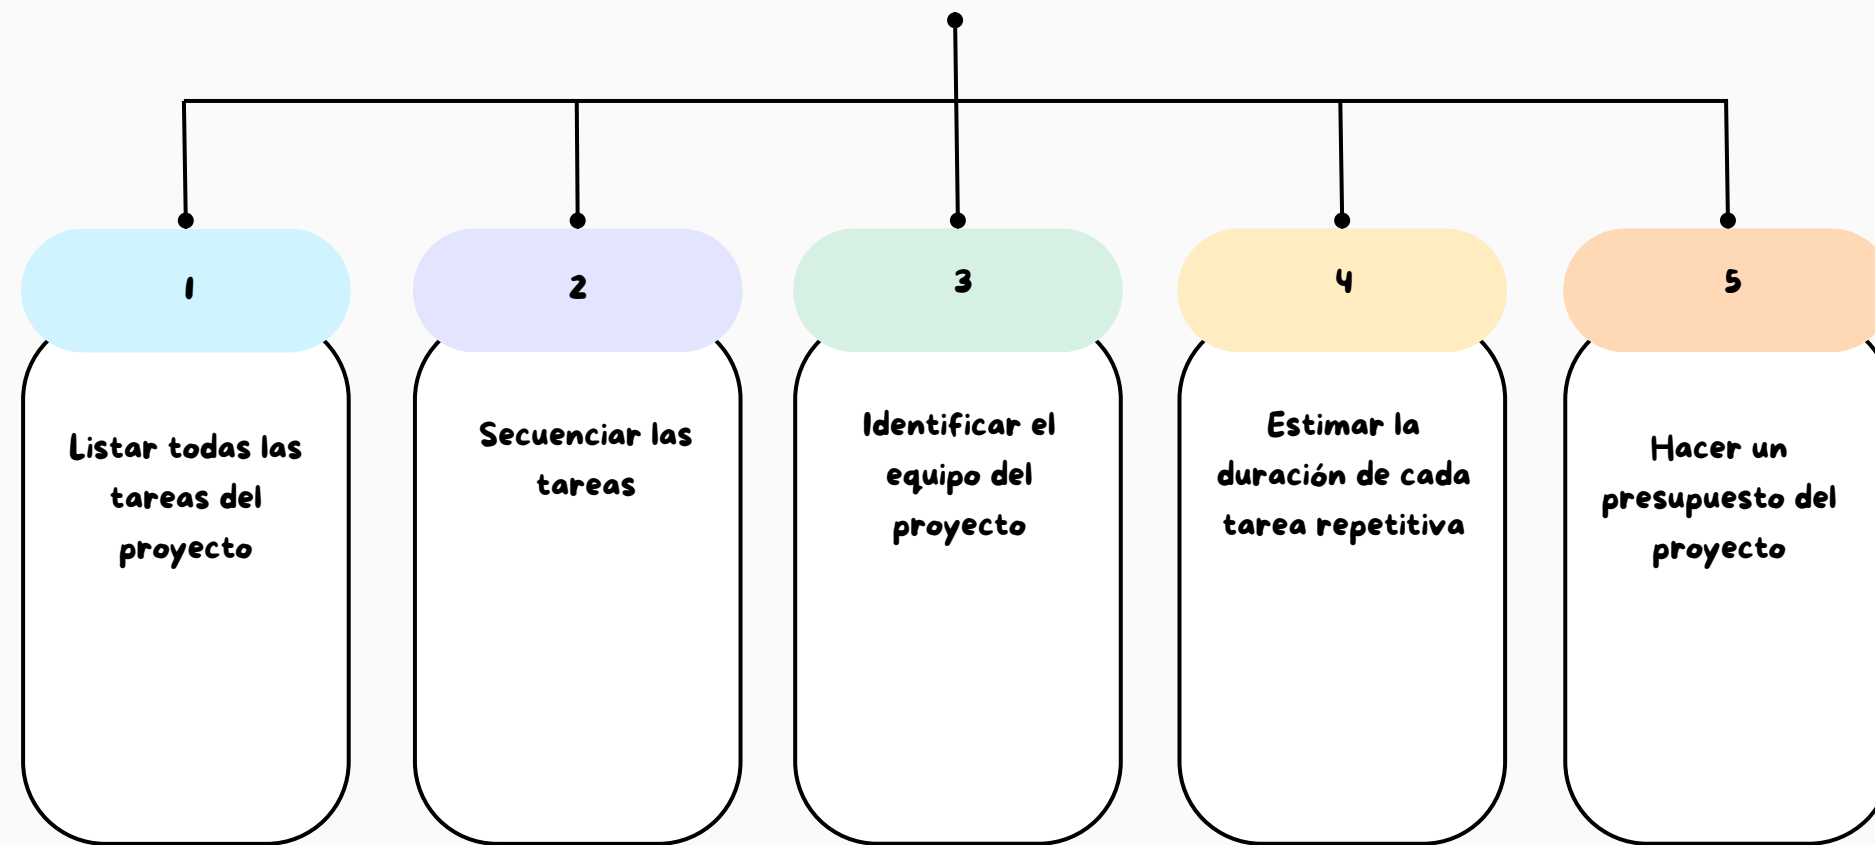 1
Listar todas las
tareas del
proyecto
2
Secuenciar las
tareas
3
Identificar el
equipo del
proyecto
4
Estimar la
duración de cada
tarea repetitiva
5
Hacer un
presupuesto del
proyecto